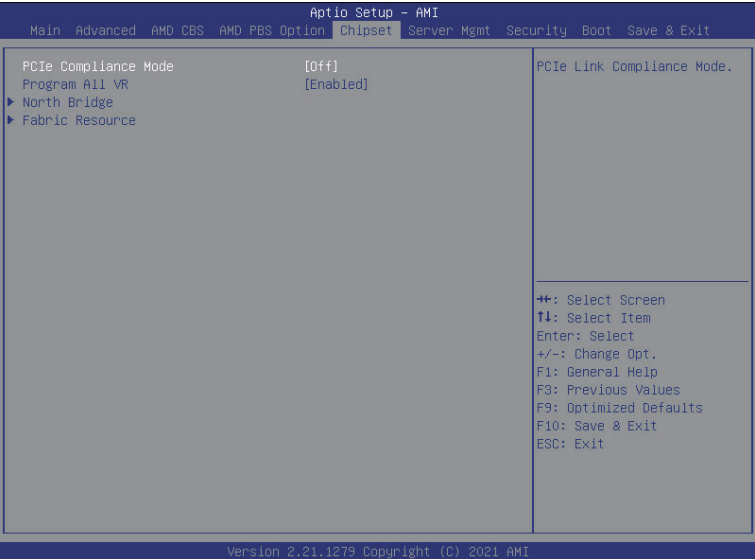 Aptio Setup – AMI
Main Advanced AMD CBS AMD PBS Option Chipset Server Mgmt Security Boot Save & Exit
PCIe Compliance Mode [Off]
Program All VR [Enabled]
North Bridge
Fabric Resource
PCIe Link Compliance Mode.
→←: Select Screen
↑↓: Select Item
Enter: Select
+/-: Change Opt.
F1: General Help
F3: Previous Values
F9: Optimized Defaults
F10: Save & Exit
ESC: Exit
Version 2.21.1279 Copyright (C) 2021 AMI